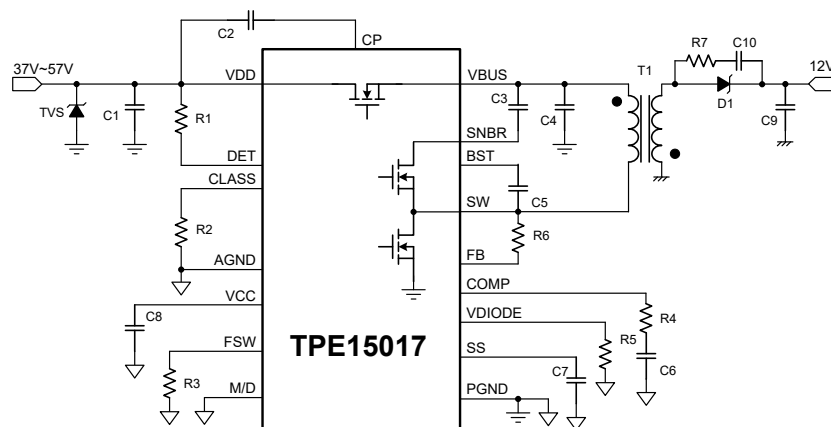 C2
CP
37V~57V
VDD
VBUS
T1
R7
C10
12V
TVS
C1
R1
C3
C4
D1
C9
SNBR
DET
BST
CLASS
C5
SW
R2
R6
AGND
FB
COMP
VCC
C8
VDIODE
R4
FSW
TPE15017
R5
SS
C6
R3
C7
M/D
PGND